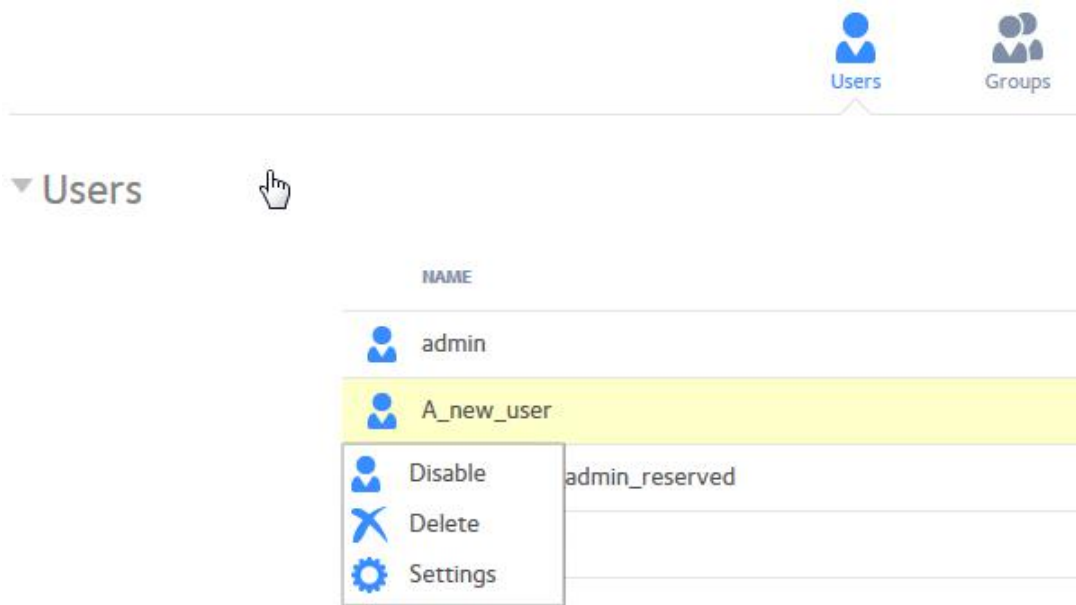 Users
Groups
Users
NAME
admin
A_new_user
Disable
admin_reserved
Delete
Settings